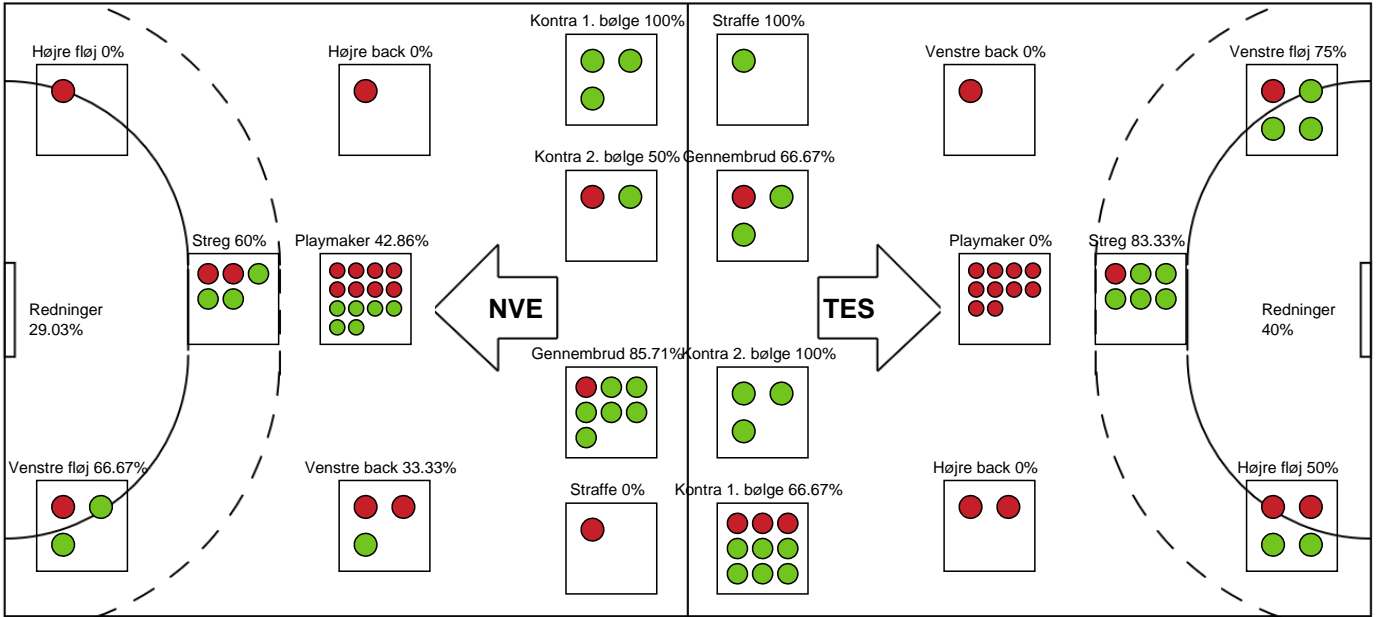 Kontra 1. bølge 100%
Straffe 100%
Højre fløj 0%
Højre back 0%
Venstre back 0%
Venstre fløj 75%
Kontra 2. bølge 50%
Gennembrud 66.67%
Streg 60%
Playmaker 42.86%
Playmaker 0%
Streg 83.33%
Redninger
29.03%
NVE
TES
Redninger
40%
Gennembrud 85.71%
Kontra 2. bølge 100%
Venstre fløj 66.67%
Venstre back 33.33%
Straffe 0%
Kontra 1. bølge 66.67%
Højre back 0%
Højre fløj 50%